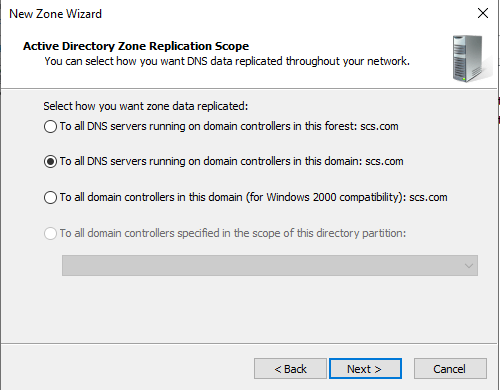 New Zone Wizard
Active Directory Zone Replication Scope
You can select how you want DNS data replicated throughout your network.
Select how you want zone data replicated:
To all DNS servers running on domain controllers in this forest: scs.com
To all DNS servers running on domain controllers in this domain: scs.com
To all domain controllers in this domain (for Windows 2000 compatibility): scs.com
To all domain controllers specified in the scope of this directory partition:
< Back
Next >
Cancel